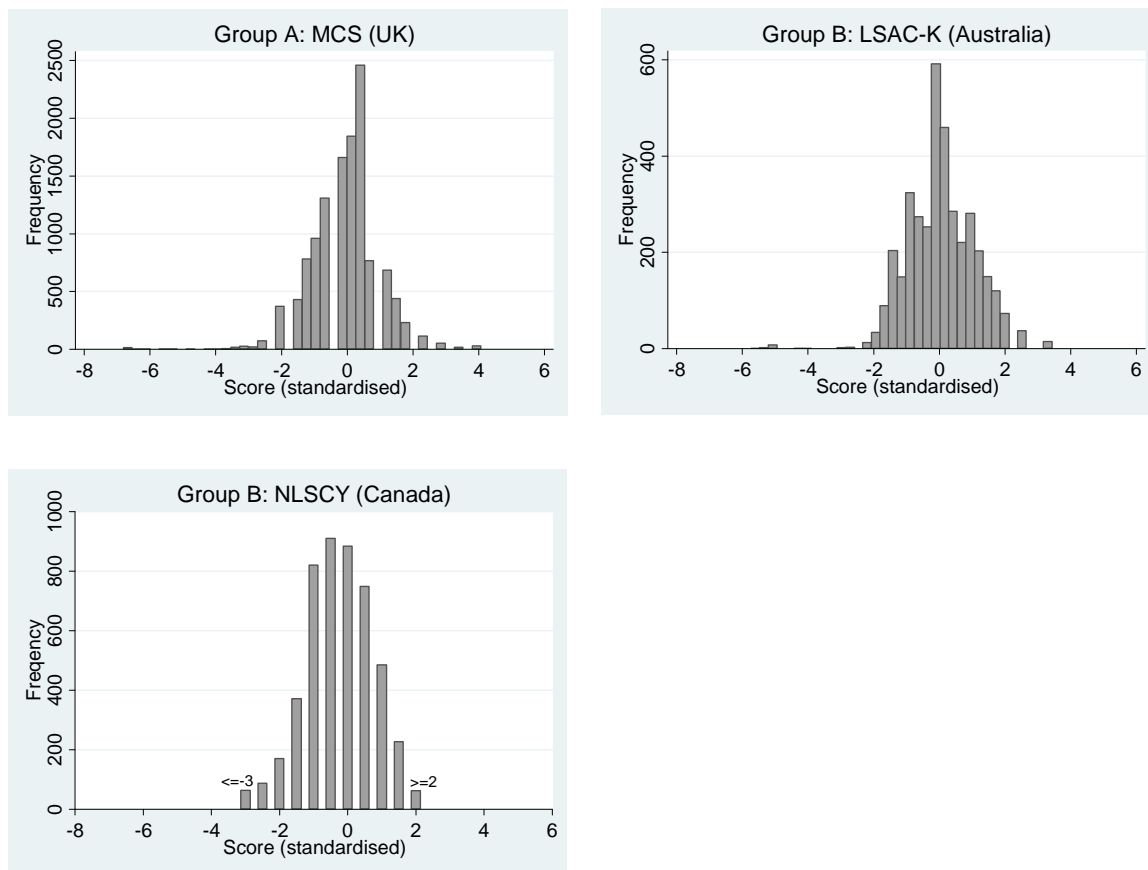 Group A: MCS (UK)
Frequency
2500
2000
1500
1000
500
0
-8 -6 -4 -2 0 2 4 6
Score (standardised)
Group B: LSAC-K (Australia)
Frequency
600
400
200
0
-8 -6 -4 -2 0 2 4 6
Score (standardised)
Group B: NLSCY (Canada)
Freqency
1000
800
600
400
200
0
<=-3 >=2
-8 -6 -4 -2 0 2 4 6
Score (standardised)